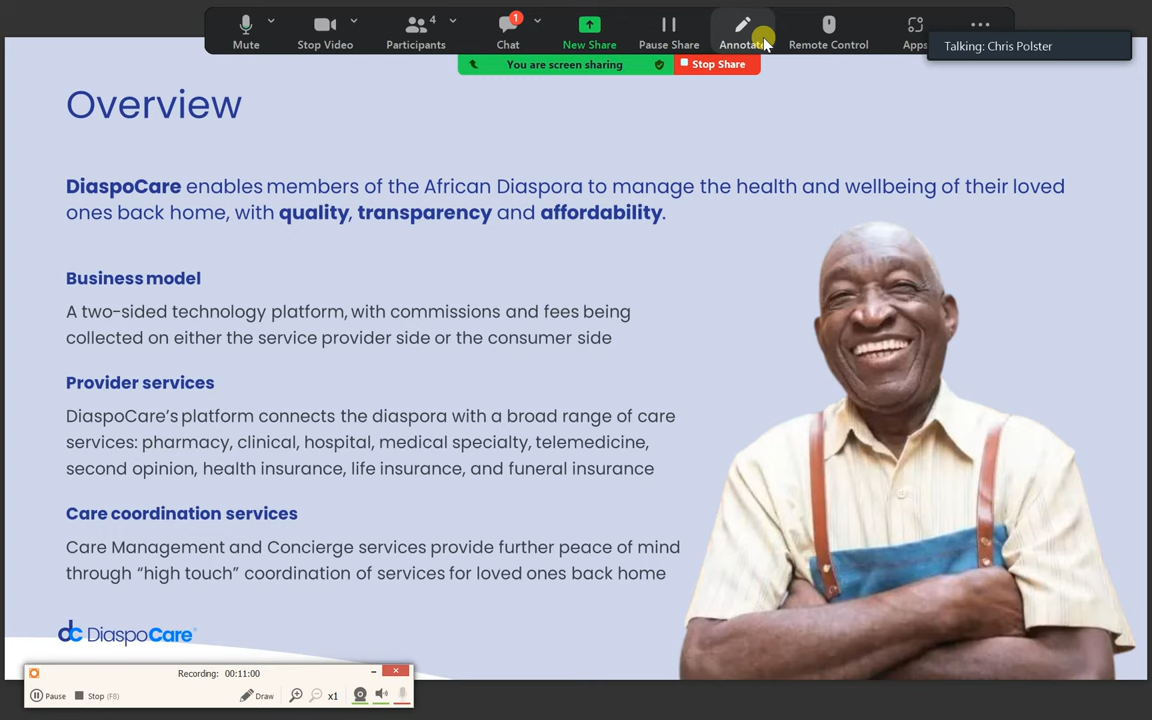 4
1
Mute
Stop Video
Participants
Chat
New Share
Pause Share
Annotate
Remote Control
Apps
Talking: Chris Polster
You are screen sharing
Stop Share
Overview
DiaspoCare enables members of the African Diaspora to manage the health and wellbeing of their loved
ones back home, with quality, transparency and affordability.
Business model
A two-sided technology platform, with commissions and fees being
collected on either the service provider side or the consumer side
Provider services
DiaspoCare's platform connects the diaspora with a broad range of care
services: pharmacy, clinical, hospital, medical specialty, telemedicine,
second opinion, health insurance, life insurance, and funeral insurance
Care coordination services
Care Management and Concierge services provide further peace of mind
through “high touch” coordination of services for loved ones back home
dc DiaspoCare
Recording: 00:11:00
Pause
Stop (F8)
Draw
x1